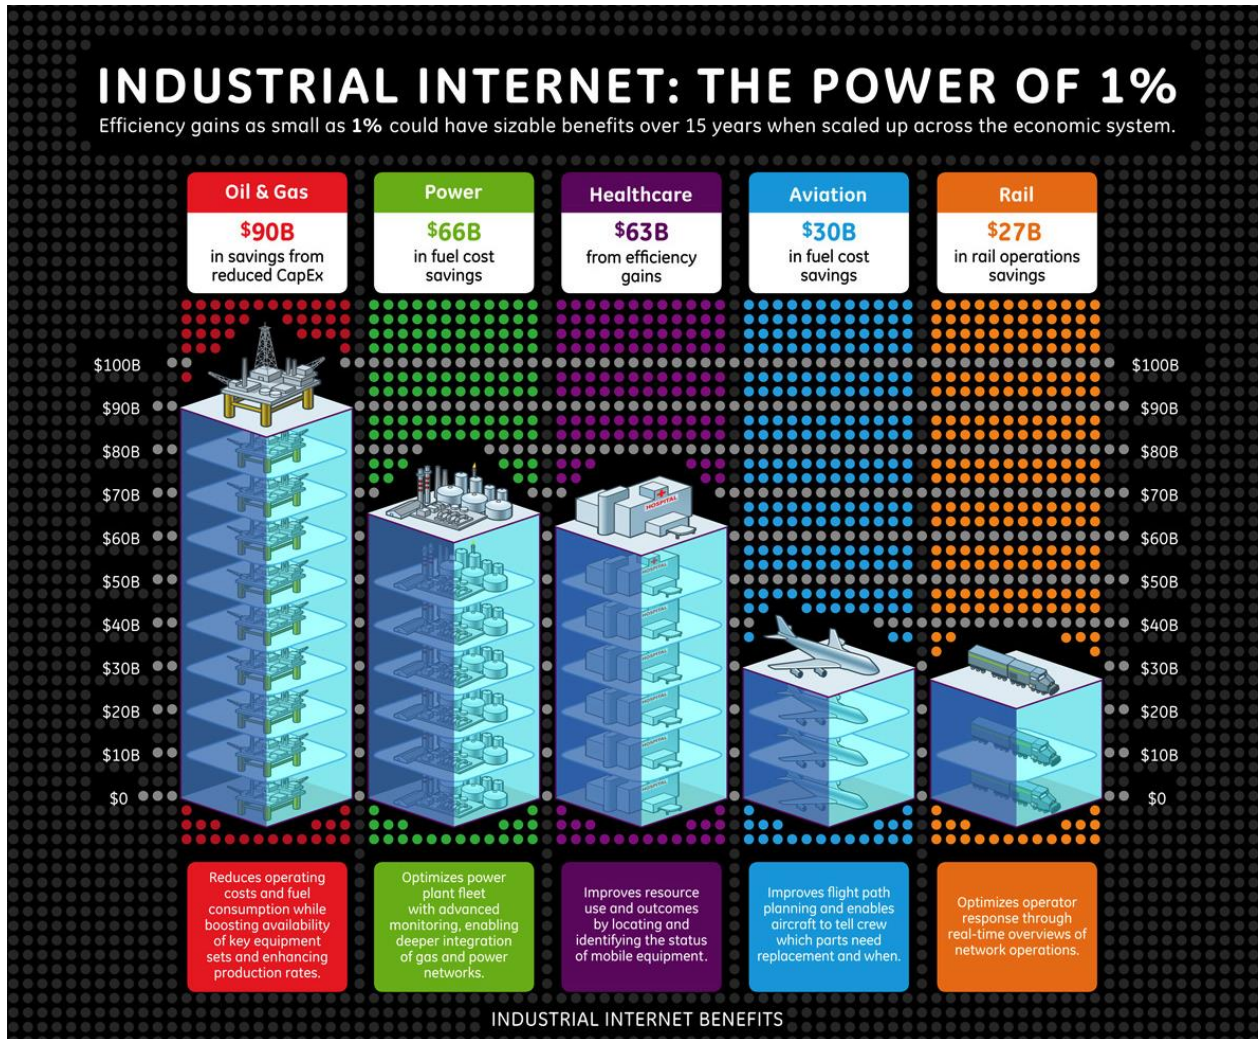 INDUSTRIAL INTERNET: THE POWER OF 1%
Efficiency gains as small as 1% could have sizable benefits over 15 years when scaled up across the economic system.
Oil & Gas
$90B
in savings from
reduced CapEx
Power
$66B
in fuel cost
savings
Healthcare
$63B
from efficiency
gains
Aviation
$30B
in fuel cost
savings
Rail
$27B
in rail operations
savings
$100B
$90B
$80B
$70B
$60B
$50B
$40B
$30B
$20B
$10B
$0
HOSPITAL
HOSPITAL
HOSPITAL
HOSPITAL
HOSPITAL
HOSPITAL
HOSPITAL
$100B
$90B
$80B
$70B
$60B
$50B
$40B
$30B
$20B
$10B
$0
Reduces operating
costs and fuel
consumption while
boosting availability
of key equipment
sets and enhancing
production rates.
Optimizes power
plant fleet
with advanced
monitoring, enabling
deeper integration
of gas and power
networks.
Improves resource
use and outcomes
by locating and
identifying the status
of mobile equipment.
Improves flight path
planning and enables
aircraft to tell crew
which parts need
replacement and when.
Optimizes operator
response through
real-time overviews of
network operations.
INDUSTRIAL INTERNET BENEFITS